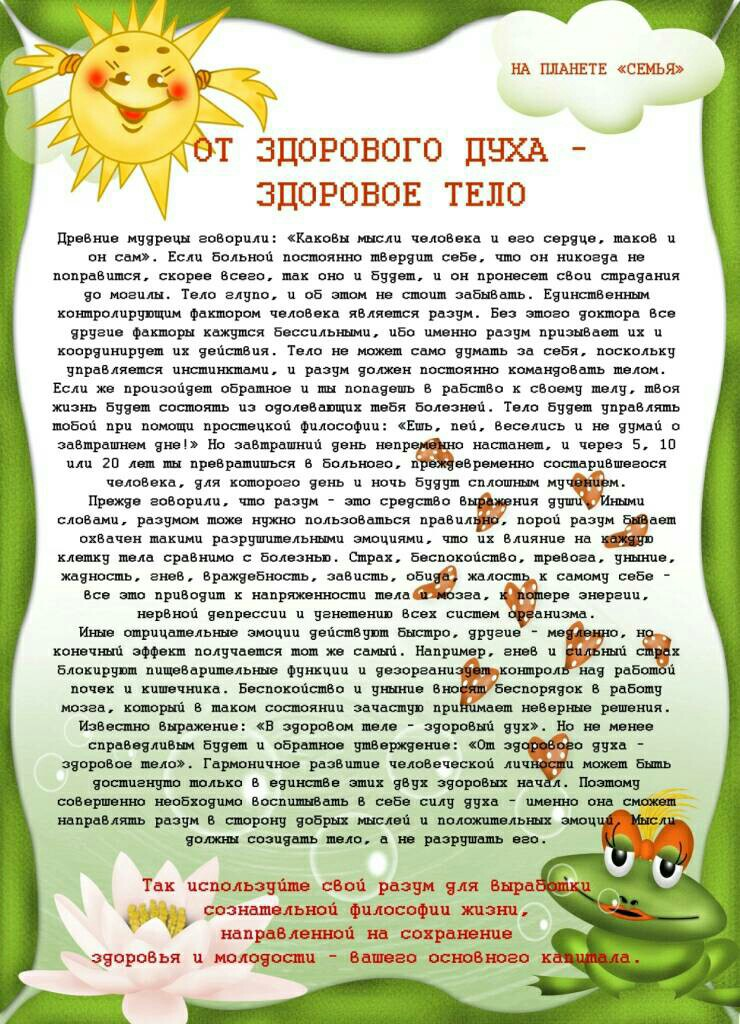 НА ПЛАНЕТЕ «СЕМЬЯ»
ОТ ЗДОРОВОГО ДУХА -
ЗДОРОВОЕ ТЕЛО
Древние мудрецы говорили: «Каковы мысли человека и его сердце, таков и
он сам». Если больной постоянно твердит себе, что он никогда не
поправится, скорее всего, так оно и будет, и он пронесет свои страдания
до могилы. Тело глупо, и об этом не стоит забывать. Единственным
контролирующим фактором человека является разум. Без этого доктора все
другие факторы кажутся бессильными, ибо именно разум призывает их и
координирует их действия. Тело не может само думать за себя, поскольку
управляется инстинктами, и разум должен постоянно командовать телом.
Если же произойдет обратное и ты попадешь в рабство к своему телу, твоя
жизнь будет состоять из одолевающих тебя болезней. Тело будет управлять
тобой при помощи простецкой философии: «Ешь, пей, веселись и не думай о
завтрашнем дне!» Но завтрашний день непременно настанет, и через 5, 10
или 20 лет ты превратишься в больного, преждевременно состарившегося
человека, для которого день и ночь будут сплошным мучением.
Прежде говорили, что разум - это средство выражения души. Иными
словами, разумом тоже нужно пользоваться правильно, порой разум бывает
охвачен такими разрушительными эмоциями, что их влияние на каждую
клетку тела сравнимо с болезнью. Страх, беспокойство, тревога, уныние,
жадность, гнев, враждебность, зависть, обида, жалость к самому себе -
все это приводит к напряженности тела и мозга, к потере энергии,
нервной депрессии и угнетению всех систем организма.
Иные отрицательные эмоции действуют быстро, другие - медленно, но
конечный эффект получается тот же самый. Например, гнев и сильный страх
блокируют пищеварительные функции и дезорганизует контроль над работой
почек и кишечника. Беспокойство и уныние вносят беспорядок в работу
мозга, который в таком состоянии зачастую принимает неверные решения.
Известно выражение: «В здоровом теле - здоровый дух». Но не менее
справедливым будет и обратное утверждение: «От здорового духа -
здоровое тело». Гармоничное развитие человеческой личности может быть
достигнуто только в единстве этих двух здоровых начал. Поэтому
совершенно необходимо воспитывать в себе силу духа - именно она сможет
направлять разум в сторону добрых мыслей и положительных эмоций. Мысли
должны созидать тело, а не разрушать его.
Так используйте свой разум для выработки
сознательной философии жизни,
направленной на сохранение
здоровья и молодости - вашего основного капитала.